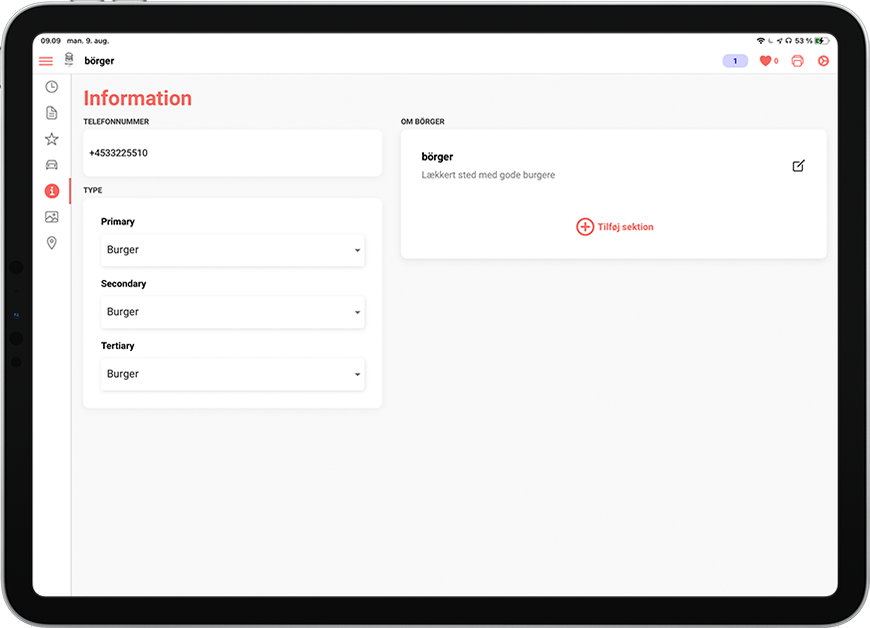 09.09 man. 9. aug.
53 %
börger
1
0
Information
TELEFONNUMMER
+4533225510
TYPE
Primary
Burger
Secondary
Burger
Tertiary
Burger
OM BÖRGER
börger
Lækkert sted med gode burgere
Tilføj sektion